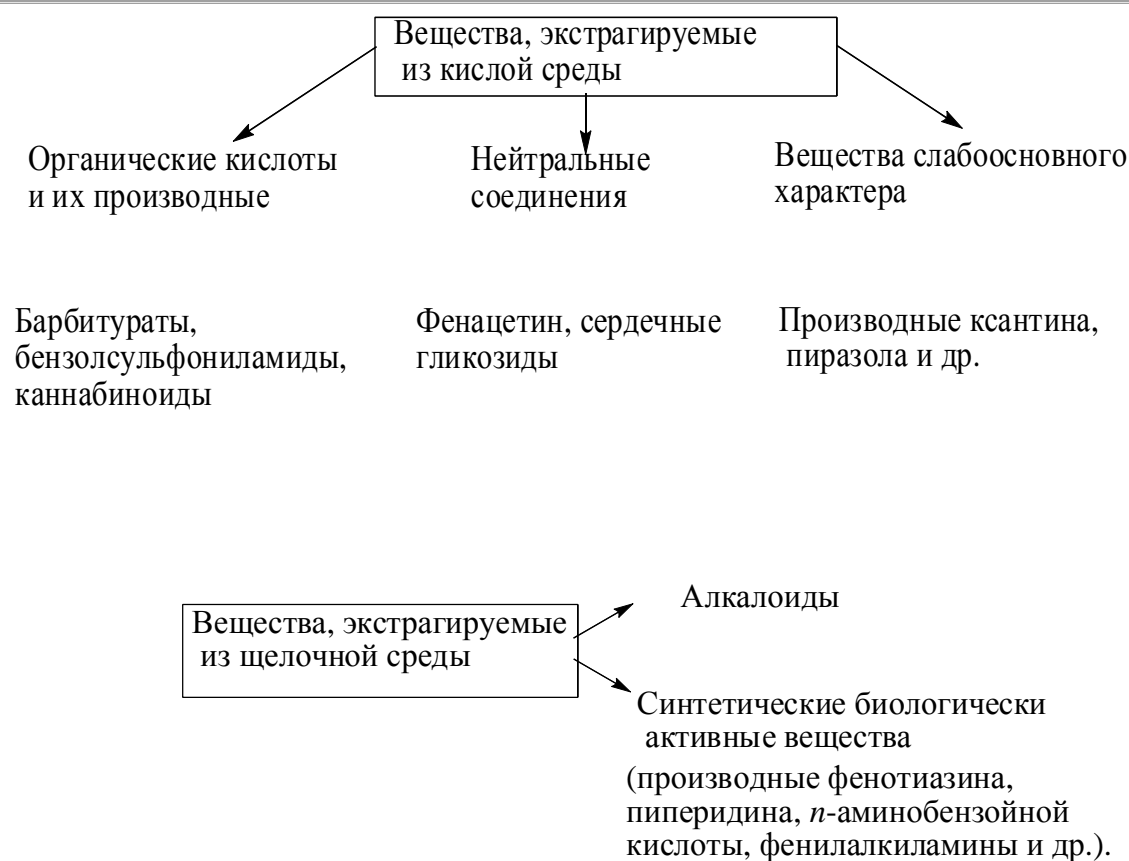 Вещества, экстрагируемые
из кислой среды
Органические кислоты
и их производные
Нейтральные
соединения
Вещества слабоосновного
характера
Барбитураты,
бензолсульфониламиды,
каннабиноиды
Фенацетин, сердечные
гликозиды
Производные ксантина,
пиразола и др.
Вещества, экстрагируемые
из щелочной среды
Алкалоиды
Синтетические биологически
активные вещества
(производные фенотиазина,
пиперидина, п-аминобензойной
кислоты, фенилалкиламины и др.).